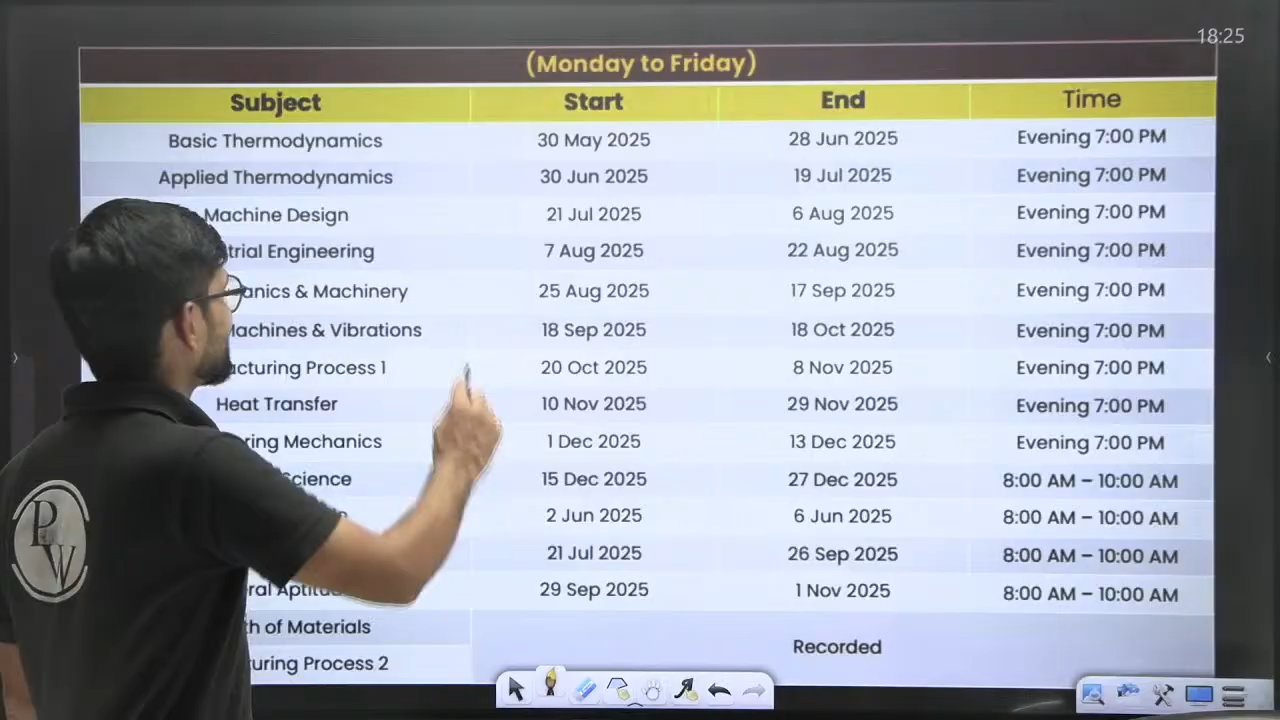 18:25
(Monday to Friday)
Subject Start End Time
Basic Thermodynamics 30 May 2025 28 Jun 2025 Evening 7:00 PM
Applied Thermodynamics 30 Jun 2025 19 Jul 2025 Evening 7:00 PM
Machine Design 21 Jul 2025 6 Aug 2025 Evening 7:00 PM
trial Engineering 7 Aug 2025 22 Aug 2025 Evening 7:00 PM
anics & Machinery 25 Aug 2025 17 Sep 2025 Evening 7:00 PM
Machines & Vibrations 18 Sep 2025 18 Oct 2025 Evening 7:00 PM
acturing Process 1 20 Oct 2025 8 Nov 2025 Evening 7:00 PM
Heat Transfer 10 Nov 2025 29 Nov 2025 Evening 7:00 PM
ring Mechanics 1 Dec 2025 13 Dec 2025 Evening 7:00 PM
Science 15 Dec 2025 27 Dec 2025 8:00 AM – 10:00 AM
2 Jun 2025 6 Jun 2025 8:00 AM – 10:00 AM
21 Jul 2025 26 Sep 2025 8:00 AM – 10:00 AM
ral Aptitu 29 Sep 2025 1 Nov 2025 8:00 AM – 10:00 AM
th of Materials
Recorded
uring Process 2
PW